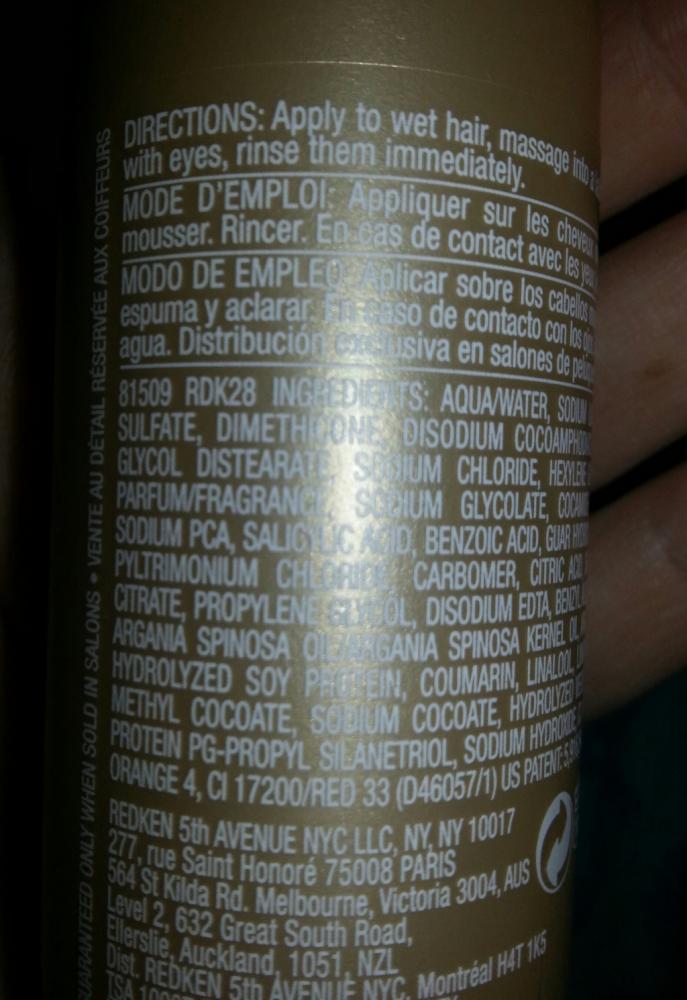 DIRECTIONS: Apply to wet hair, massage into a
with eyes, rinse them immediately.
MODE D'EMPLOI: Appliquer sur les cheveux
mousser. Rincer. En cas de contact avec les yeux
MODO DE EMPLEO: Aplicar sobre los cabellos
espuma y aclarar. En caso de contacto con los
agua. Distribución exclusiva en salones de
81509 RDK28 INGREDIENTS: AQUA/WATER, SODIUM
SULFATE, DIMETHICONE, DISODIUM
GLYCOL DISTEARATE, SODIUM CHLORIDE, HEXYLENE
PARFUM/FRAGRANCE, SODIUM GLYCOLATE,
SODIUM PCA, SALICYLIC ACID, BENZOIC ACID, GUAR
PYLTRIMONIUM CHLORIDE, CARBOMER, CITRIC ACID,
CITRATE, PROPYLENE GLYCOL, DISODIUM EDTA, BENZYL
ARGANIA SPINOSA OIL/ARGANIA SPINOSA KERNEL OIL,
HYDROLYZED SOY PROTEIN, COUMARIN, LINALOOL,
METHYL COCOATE, SODIUM COCOATE, HYDROLYZED
PROTEIN PG-PROPYL SILANETRIOL, SODIUM HYDROXIDE,
ORANGE 4, CI 17200/RED 33 (D46057/1) US PATENT:
REDKEN 5th AVENUE NYC LLC, NY, NY 10017
277, rue Saint Honoré 75008 PARIS
564 St Kilda Rd. Melbourne, Victoria 3004, AUS
Level 2, 632 Great South Road,
Ellerslie, Auckland, 1051, NZL
Dist. REDKEN 5th AVENUE NYC, Montréal H4T 1K5
GUARANTEED ONLY WHEN SOLD IN SALONS • VENTE AU DÉTAIL RÉSERVÉE AUX COIFFEURS